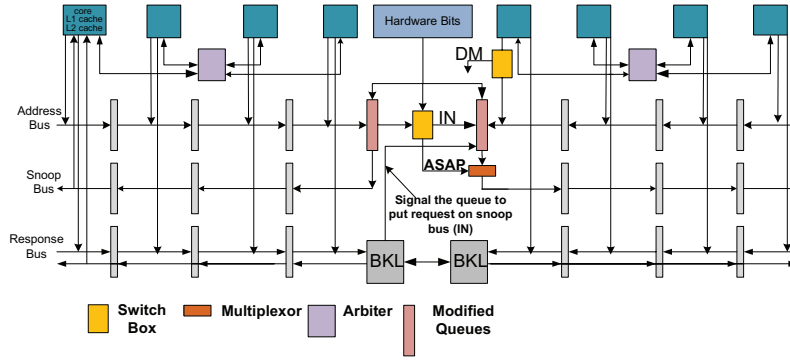 core
L1 cache
L2 cache
Hardware Bits
DM
Address
Bus
IN
ASAP
Snoop
Bus
Signal the queue to
put request on snoop
bus (IN)
Response
Bus
BKL
BKL
Switch
Box
Multiplexor
Arbiter
Modified
Queues